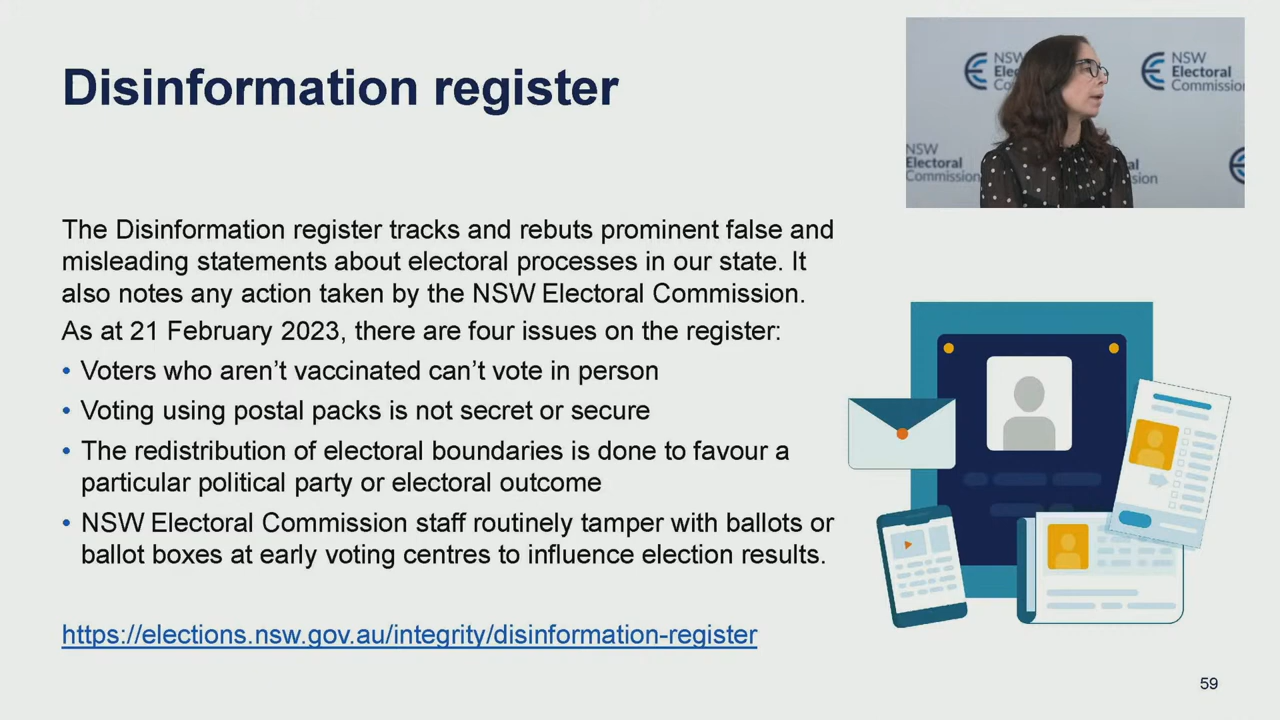 Disinformation register
NSW
Elec
Co
NSW
Electoral
Commission
NSW
Electoral
Commission
al
sion
The Disinformation register tracks and rebuts prominent false and
misleading statements about electoral processes in our state. It
also notes any action taken by the NSW Electoral Commission.
As at 21 February 2023, there are four issues on the register:
• Voters who aren’t vaccinated can’t vote in person
• Voting using postal packs is not secret or secure
• The redistribution of electoral boundaries is done to favour a
particular political party or electoral outcome
• NSW Electoral Commission staff routinely tamper with ballots or
ballot boxes at early voting centres to influence election results.
https://elections.nsw.gov.au/integrity/disinformation-register
59